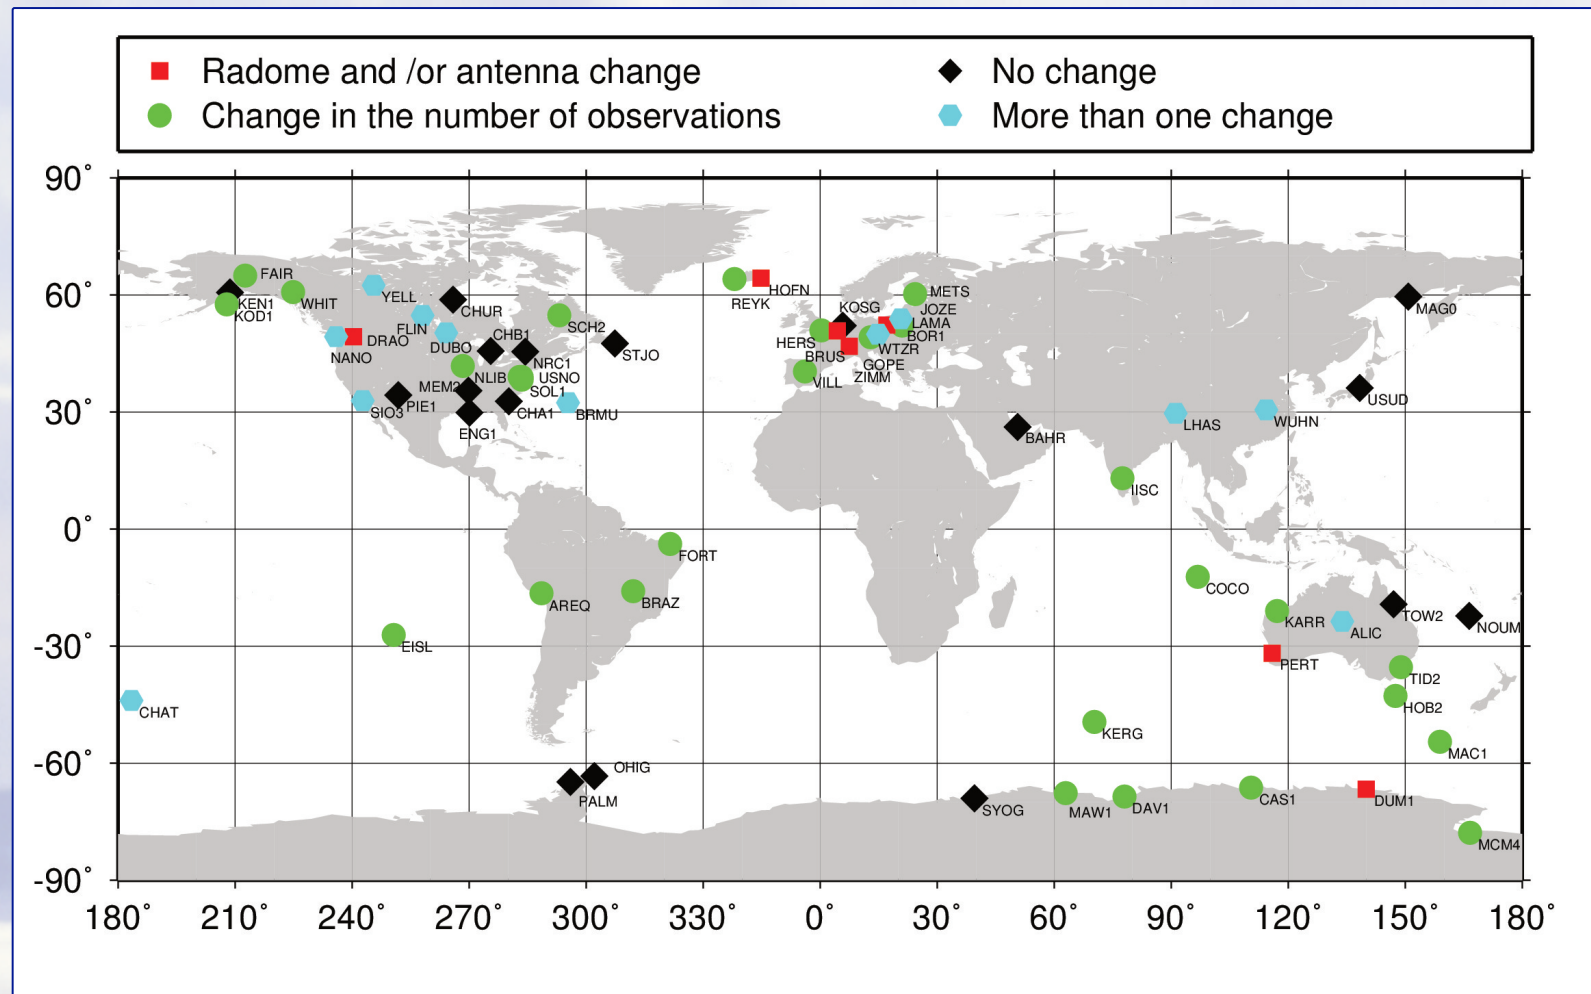 Radome and /or antenna change
No change
Change in the number of observations
More than one change
90°
60°
30°
0°
-30°
-60°
-90°
180° 210° 240° 270° 300° 330° 0° 30° 60° 90° 120° 150° 180°
FAIR
KEN1
KOD1
WHIT
YELL
FLIN
CHUR
DRAO
NANO
DUBO
CHB1
SCH2
STJO
NRC1
NLIB
USNO
MEM2
SOL1
SIO3
PIE1
CHA1
BRMU
ENG1
REYK
HOFN
METS
KOSG
JOZE
LAMA
BOR1
HERS
BRUS
WTZR
GOPE
ZIMM
VILL
MAG0
USUD
BAHR
LHAS
WUHN
IISC
FORT
AREQ
BRAZ
EISL
CHAT
COCO
KARR
ALIC
TOW2
NOUM
PERT
TID2
HOB2
KERG
MAC1
OHIG
PALM
SYOG
MAW1
DAV1
CAS1
DUM1
MCM4